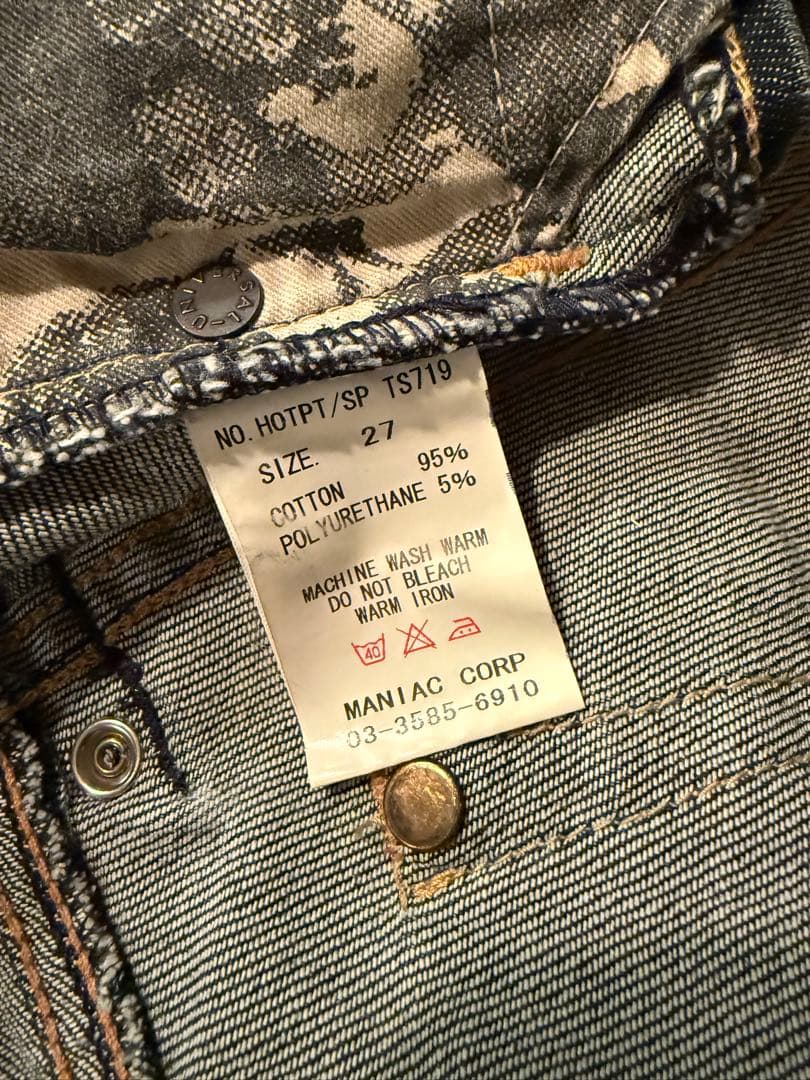 UNIVERSAL
NO. HOTPT/SP TS719
SIZE. 27
COTTON 95%
POLYURETHANE 5%
MACHINE WASH WARM
DO NOT BLEACH
WARM IRON
40
MANIAC CORP
03-3585-6910